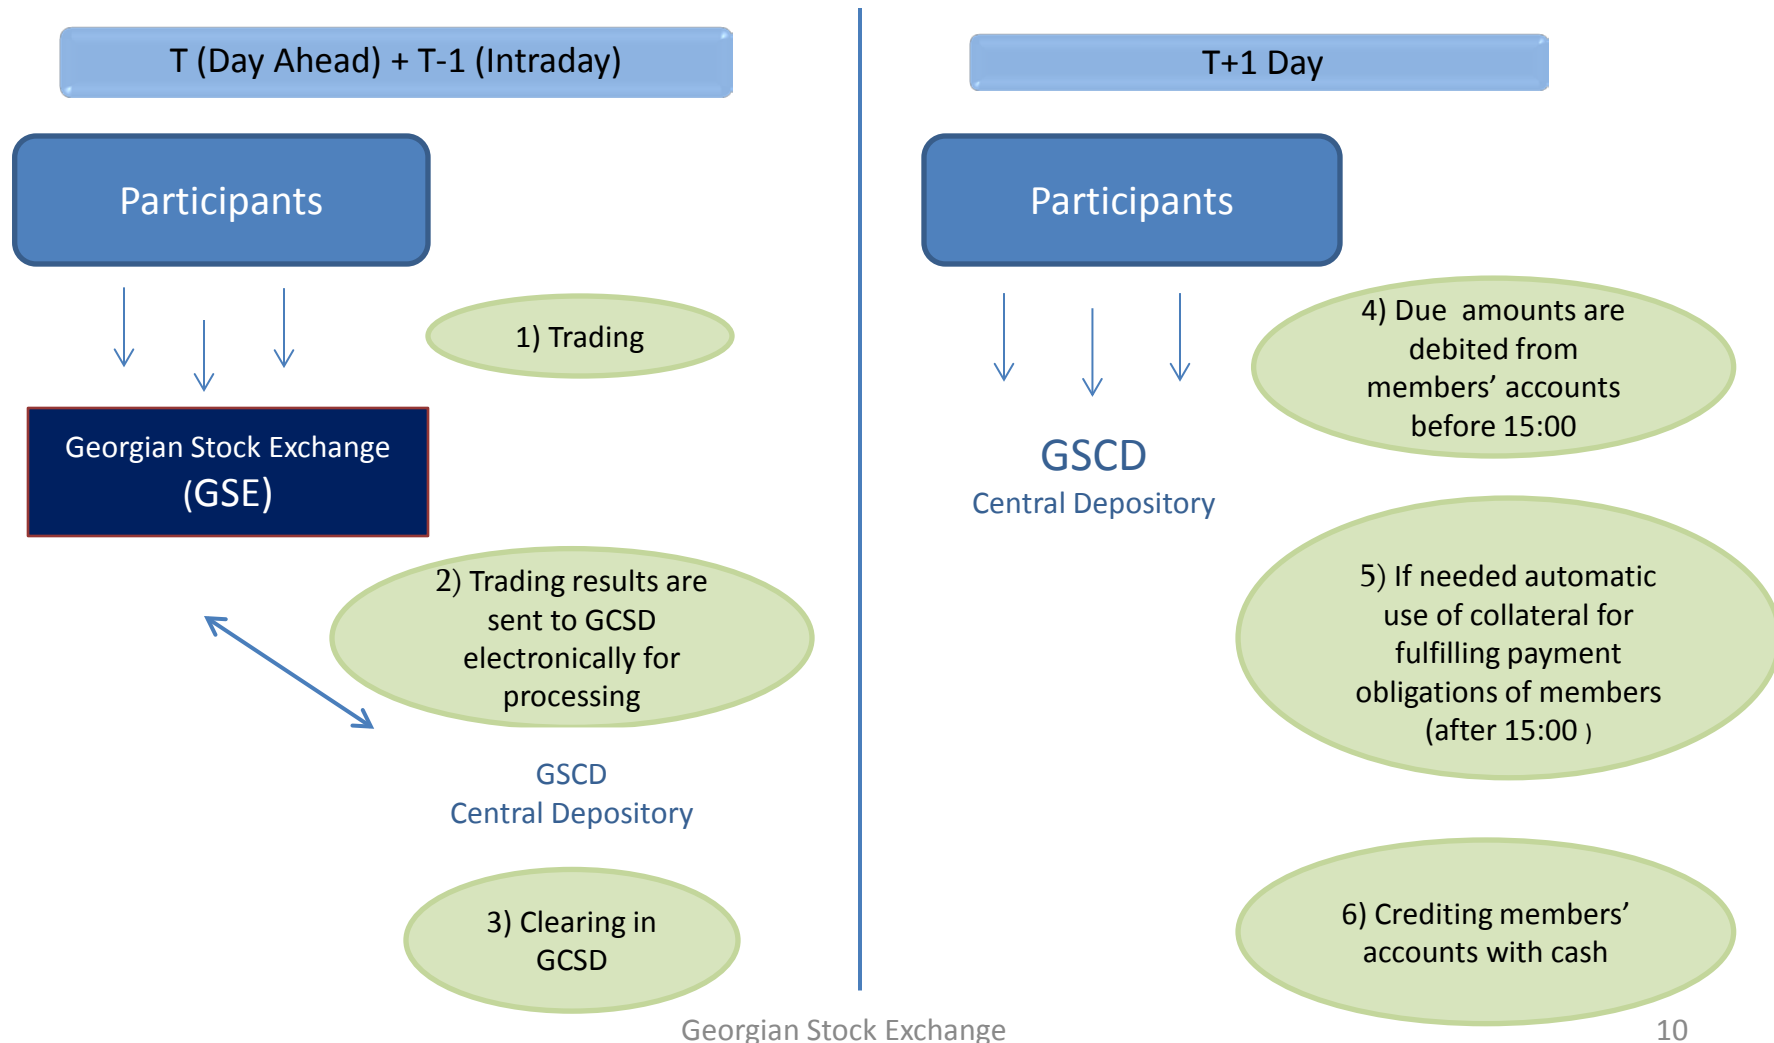 T (Day Ahead) + T-1 (Intraday)
Participants
1) Trading
Georgian Stock Exchange
(GSE)
2) Trading results are
sent to GCSD
electronically for
processing
GSCD
Central Depository
3) Clearing in
GCSD
T+1 Day
Participants
4) Due  amounts are
debited from
members’ accounts
before 15:00
GSCD
Central Depository
5) If needed automatic
use of collateral for
fulfilling payment
obligations of members
(after 15:00 )
6) Crediting members’
accounts with cash
Georgian Stock Exchange
10